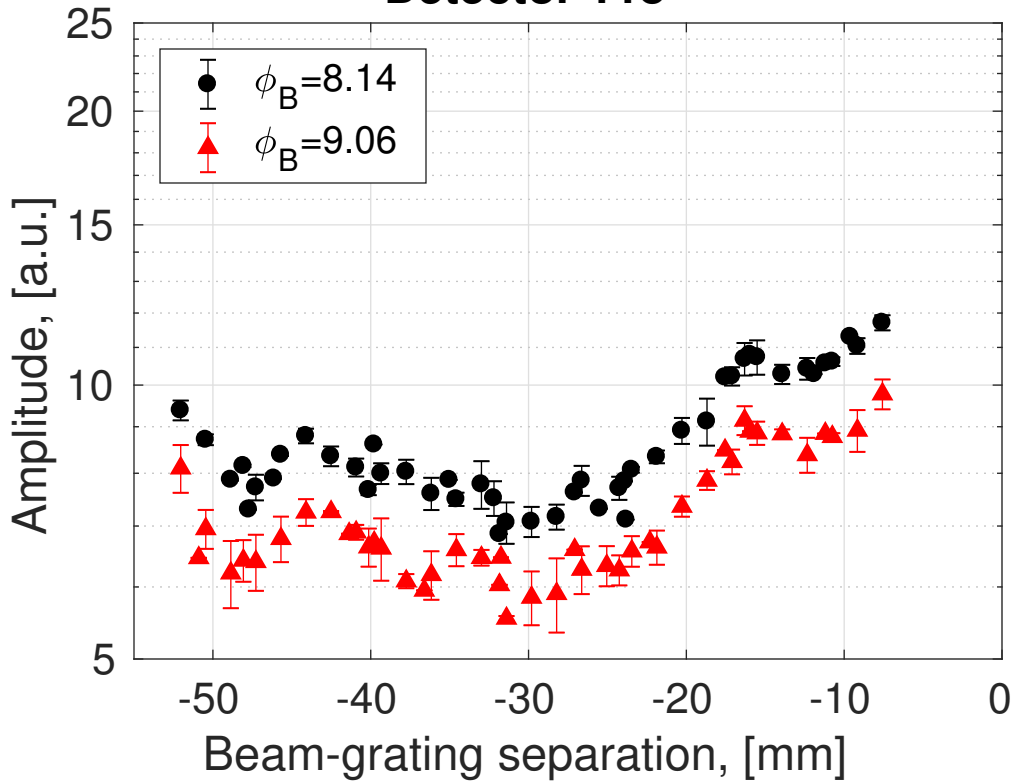 25
20
15
10
5
-50 -40 -30 -20 -10 0
Amplitude, [a.u.]
Beam-grating separation, [mm]
ϕB=8.14
ϕB=9.06